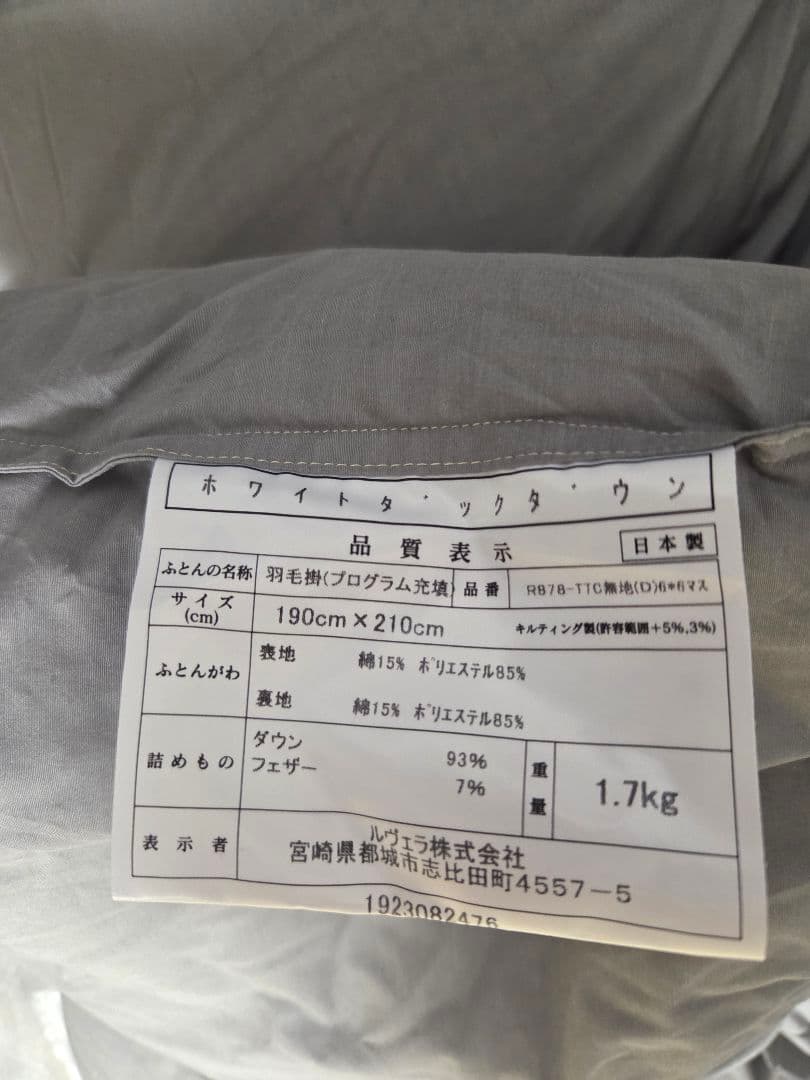 ホワイトダックダウン
品質表示 日本製
ふとんの名称 羽毛掛(プログラム充填) 品番 R878-TTC無地(D)6*6マス
サイズ(cm) 190cm×210cm キルティング製(許容範囲+5%,3%)
ふとんがわ 表地 綿15% ポリエステル85%
裏地 綿15% ポリエステル85%
詰めもの ダウン 93%
フェザー 7%
重量 1.7kg
表示者 ルヴェラ株式会社
宮崎県都城市志比田町4557-5
1923082476